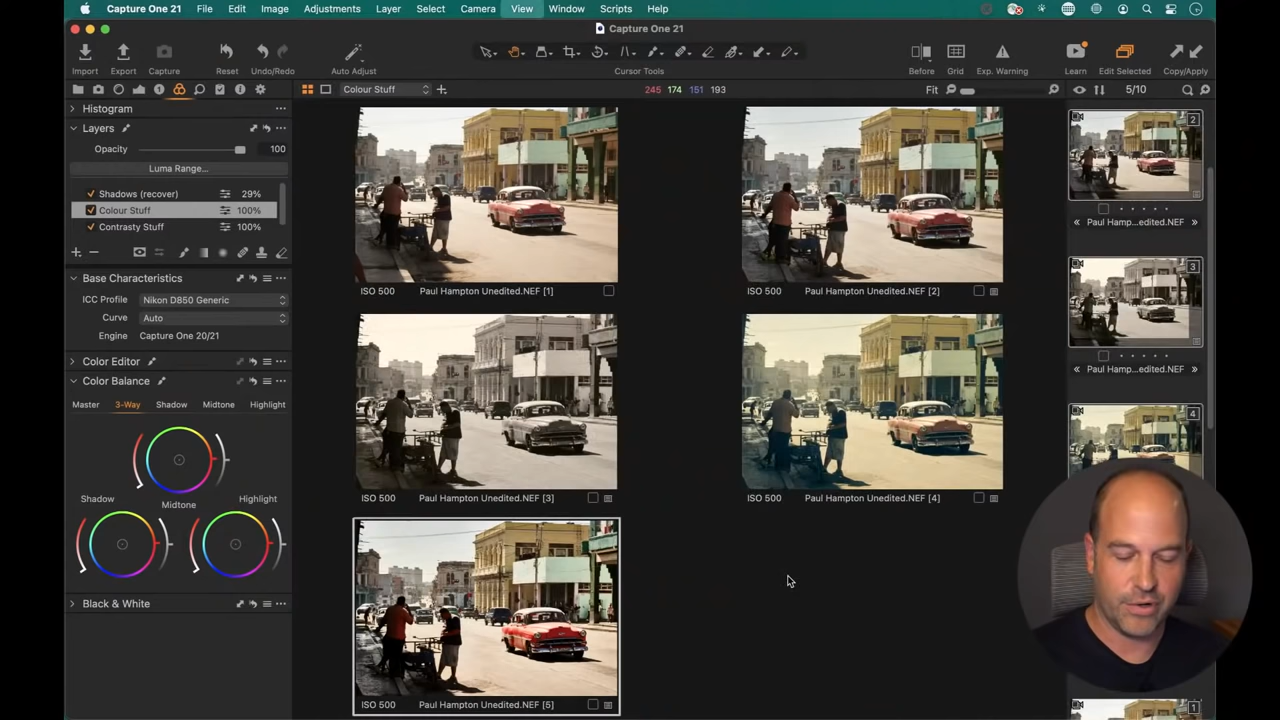 Capture One 21 File Edit Image Adjustments Layer Select Camera View Window Scripts Help
Capture One 21
Import Export Capture Reset Undo/Redo Auto Adjust Cursor Tools Before Grid Exp. Warning Learn Edit Selected Copy/Apply
Colour Stuff 245 174 151 193 Fit 5/10
Histogram
Layers
Opacity 100
Luma Range...
Shadows (recover) 29%
Colour Stuff 100%
Contrasty Stuff 100%
Base Characteristics
ICC Profile Nikon D850 Generic
Curve Auto
Engine Capture One 20/21
Color Editor
Color Balance
Master 3-Way Shadow Midtone Highlight
Shadow Highlight
Midtone
Black & White
ISO 500 Paul Hampton Unedited.NEF [1]
ISO 500 Paul Hampton Unedited.NEF [2]
ISO 500 Paul Hampton Unedited.NEF [3]
ISO 500 Paul Hampton Unedited.NEF [4]
ISO 500 Paul Hampton Unedited.NEF [5]
2
« Paul Hamp...edited.NEF »
3
« Paul Hamp...edited.NEF »
4
1